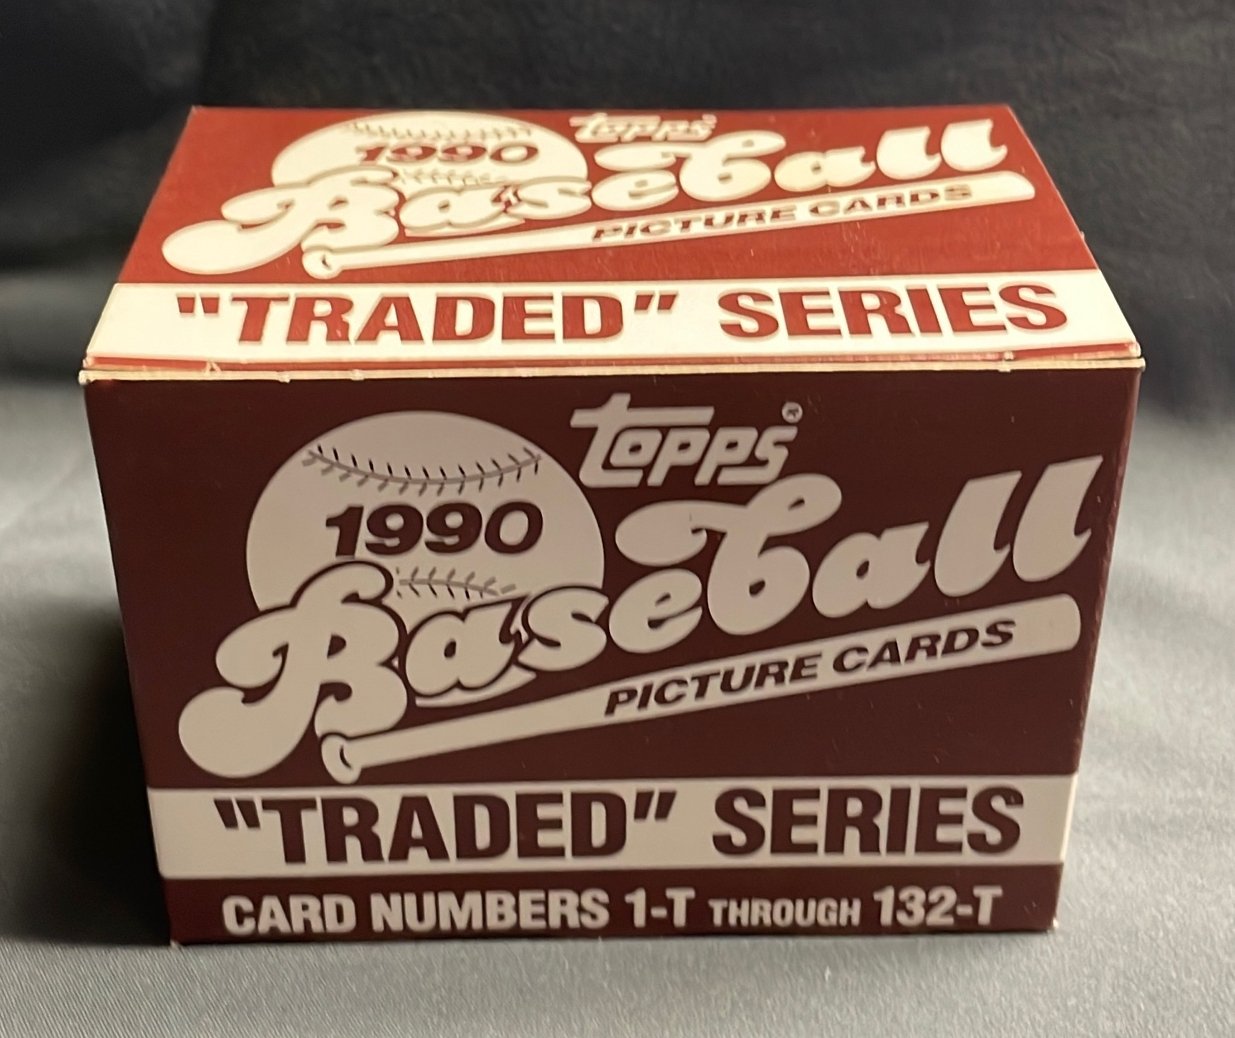 topps
1990
Baseball
PICTURE CARDS
"TRADED" SERIES
topps®
1990
Baseball
PICTURE CARDS
"TRADED" SERIES
CARD NUMBERS 1-T THROUGH 132-T